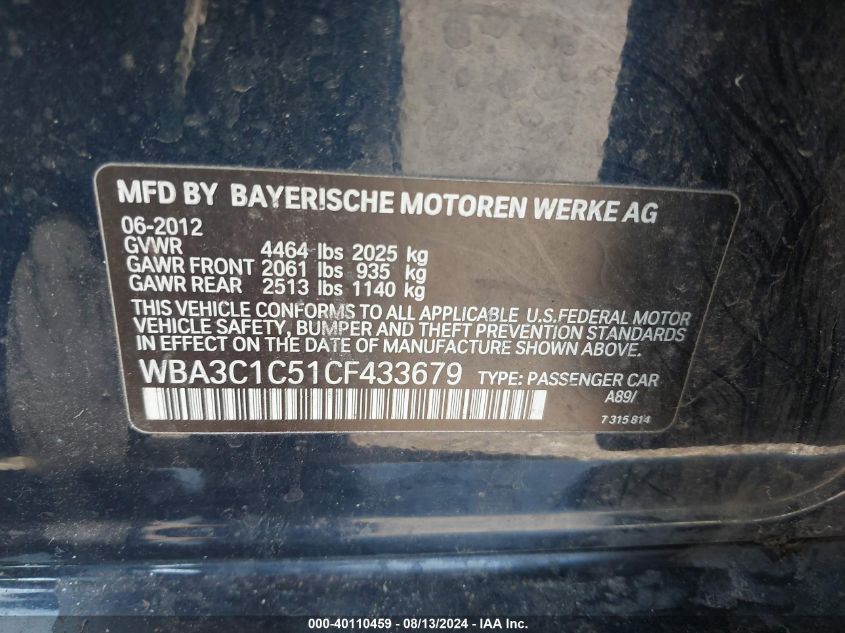 MFD BY BAYERISCHE MOTOREN WERKE AG
06-2012
GVWR 4464 lbs 2025 kg
GAWR FRONT 2061 lbs 935 kg
GAWR REAR 2513 lbs 1140 kg
THIS VEHICLE CONFORMS TO ALL APPLICABLE U.S.FEDERAL MOTOR
VEHICLE SAFETY, BUMPER AND THEFT PREVENTION STANDARDS
IN EFFECT ON THE DATE OF MANUFACTURE SHOWN ABOVE.
WBA3C1C51CF433679 TYPE: PASSENGER CAR
A89/
7 315 814
000-40110459 - 08/13/2024 - © IAA, Inc.